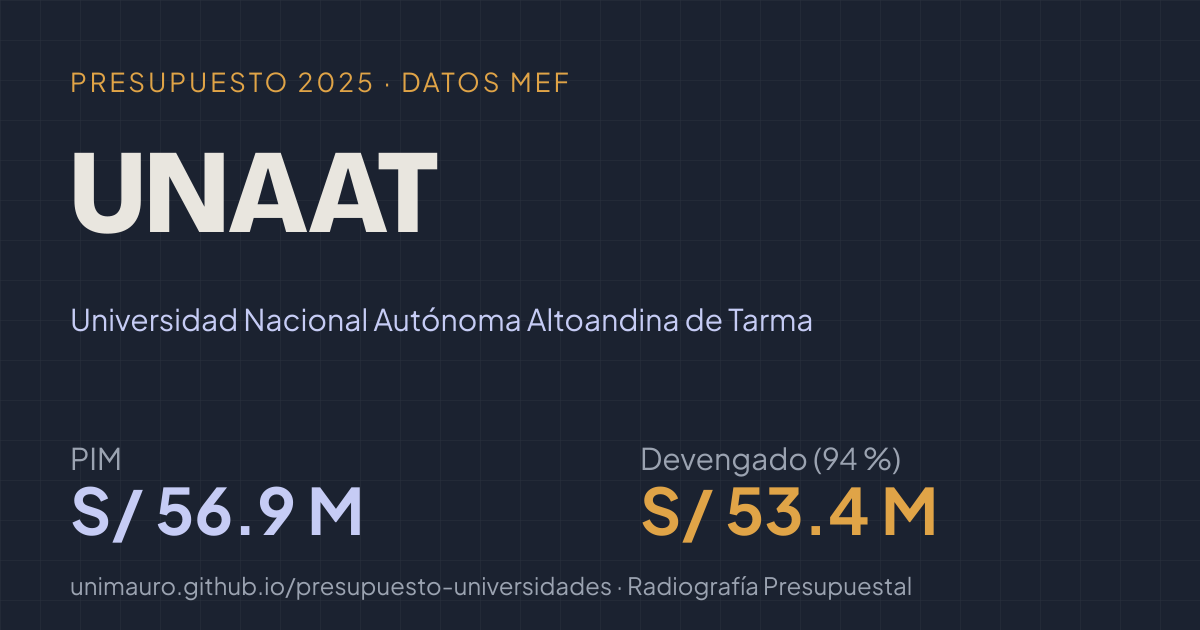 PRESUPUESTO 2025 · DATOS MEF
UNAAT
Universidad Nacional Autónoma Altoandina de Tarma
PIM
S/ 56.9 M
Devengado (94 %)
S/ 53.4 M
unimauro.github.io/presupuesto-universidades · Radiografía Presupuestal